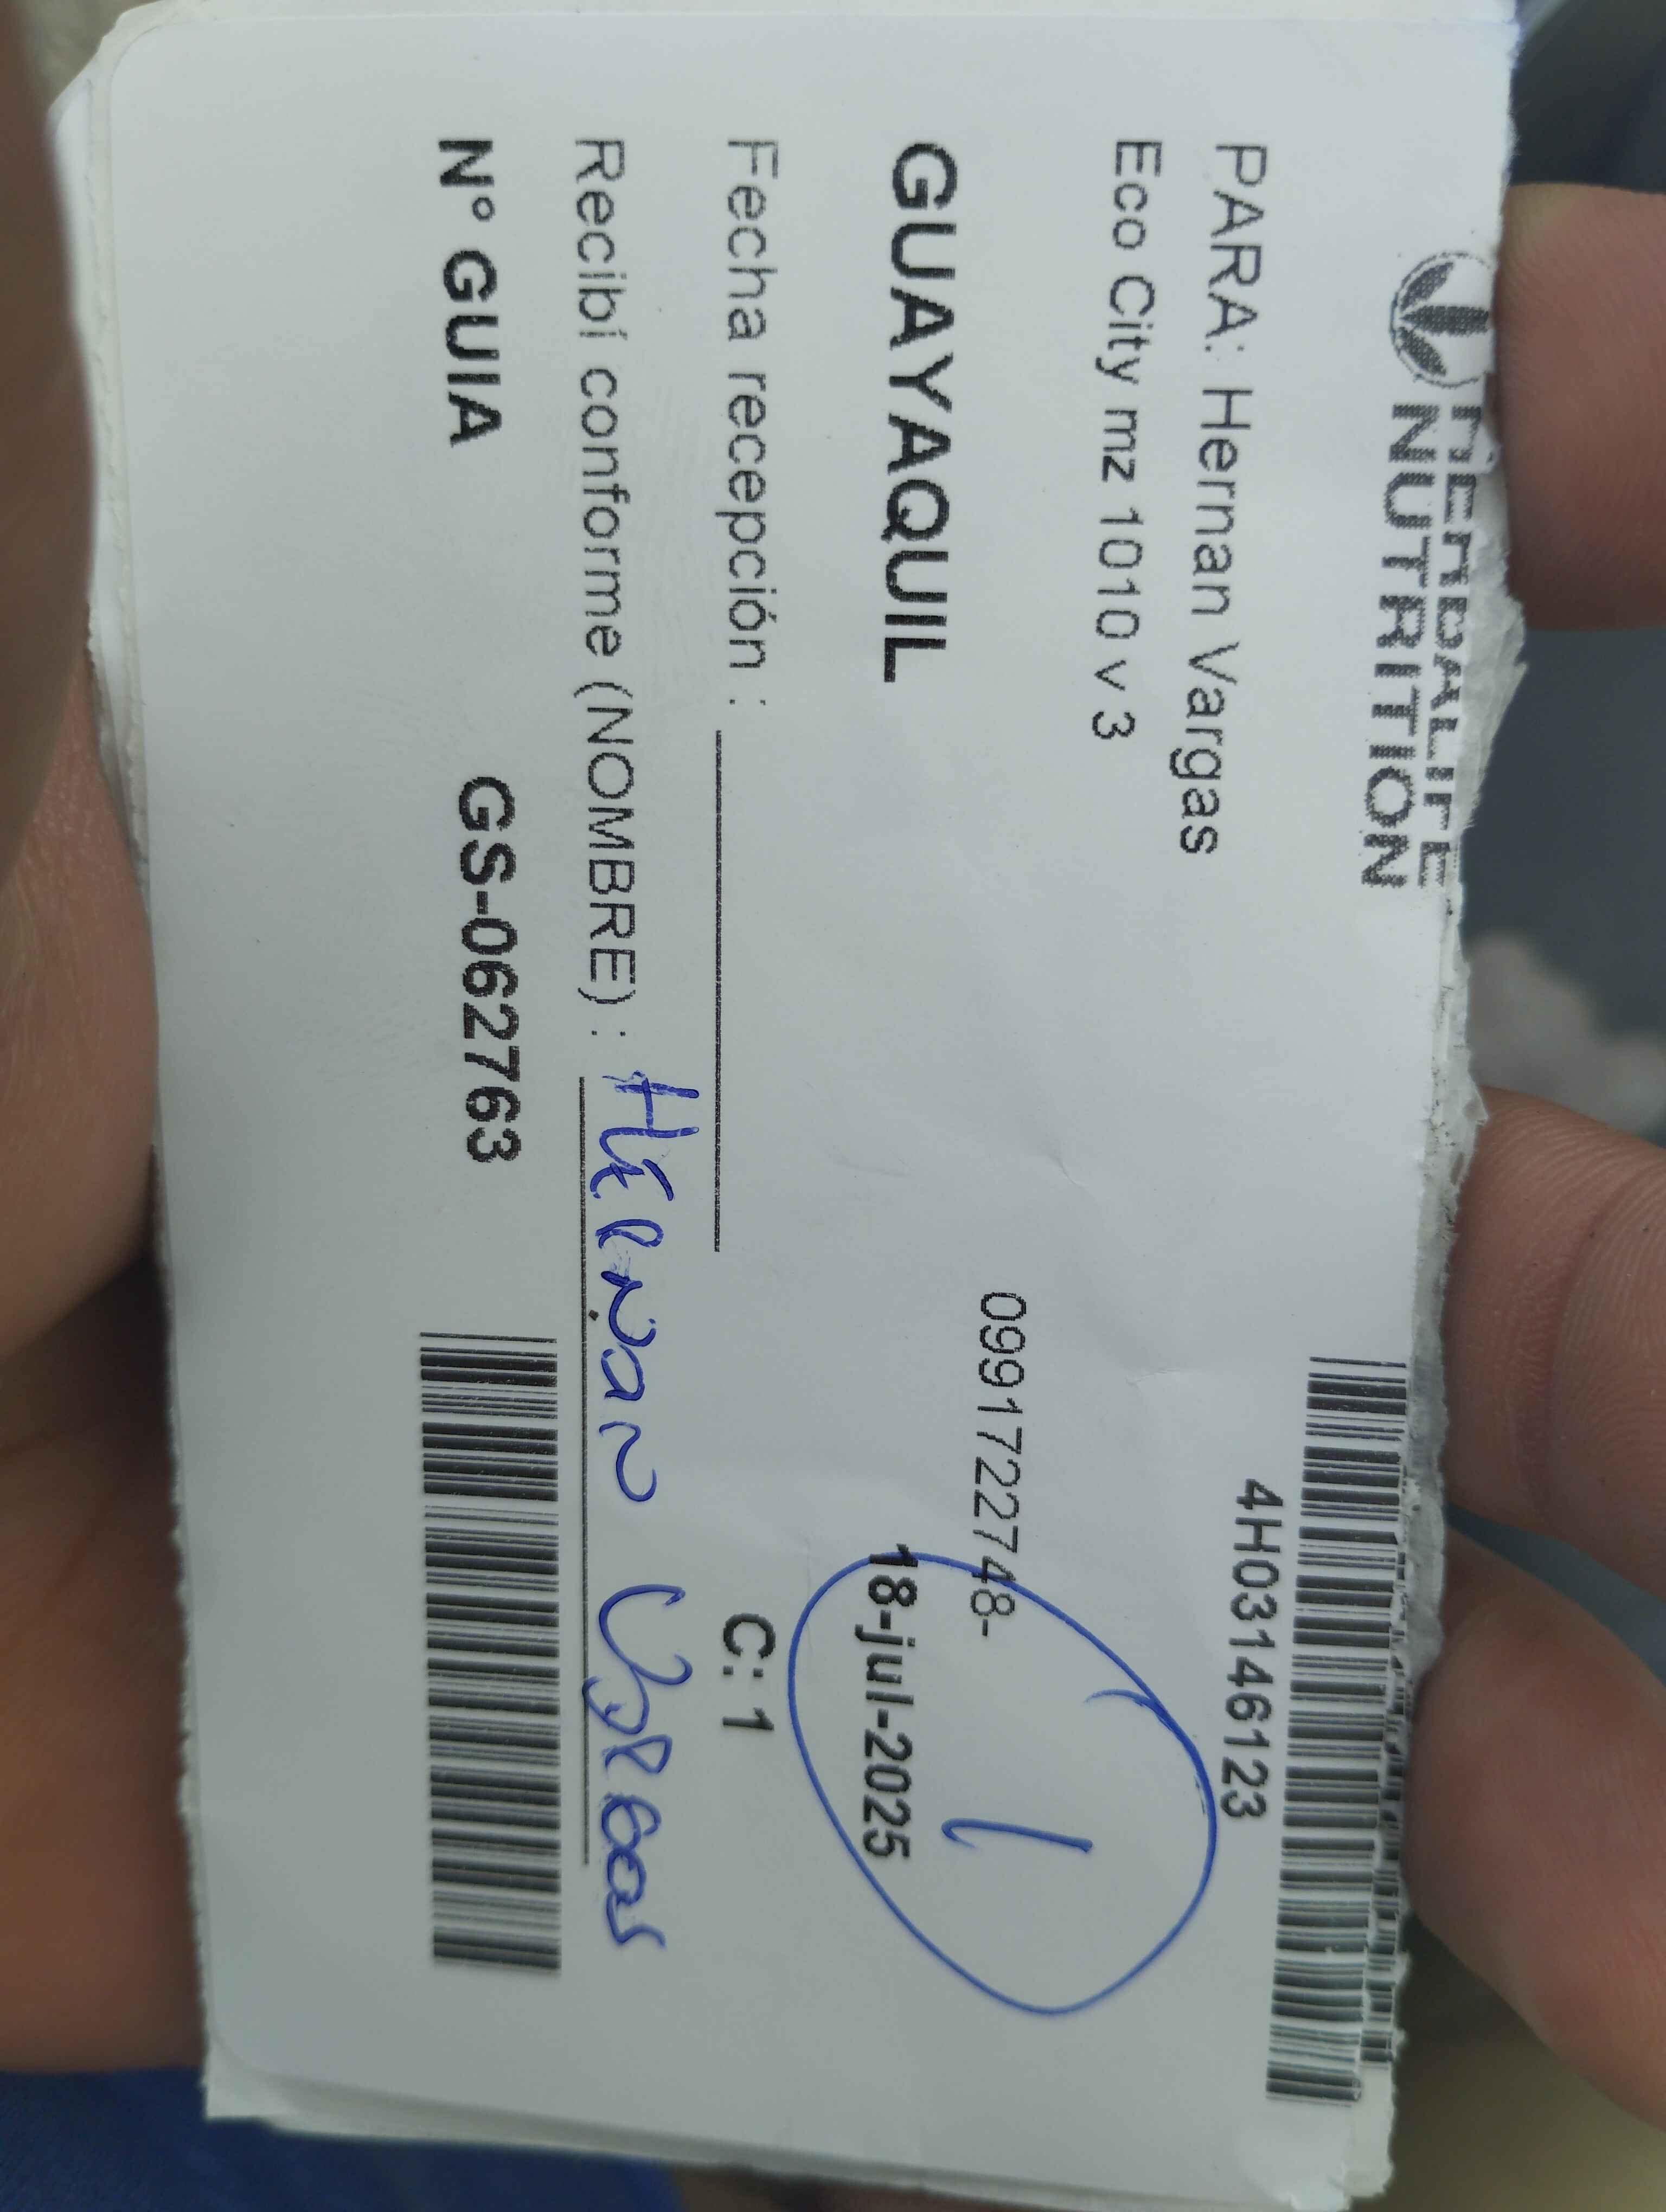 HERBALIFE
NUTRITION
4H03146123
PARA: Hernan Vargas
Eco City mz 1010 v 3
0991722748-
1
GUAYAQUIL
18-jul-2025
Fecha recepción :
C: 1
Recibí conforme (NOMBRE) : Hernan Vargas
N° GUIA GS-062763